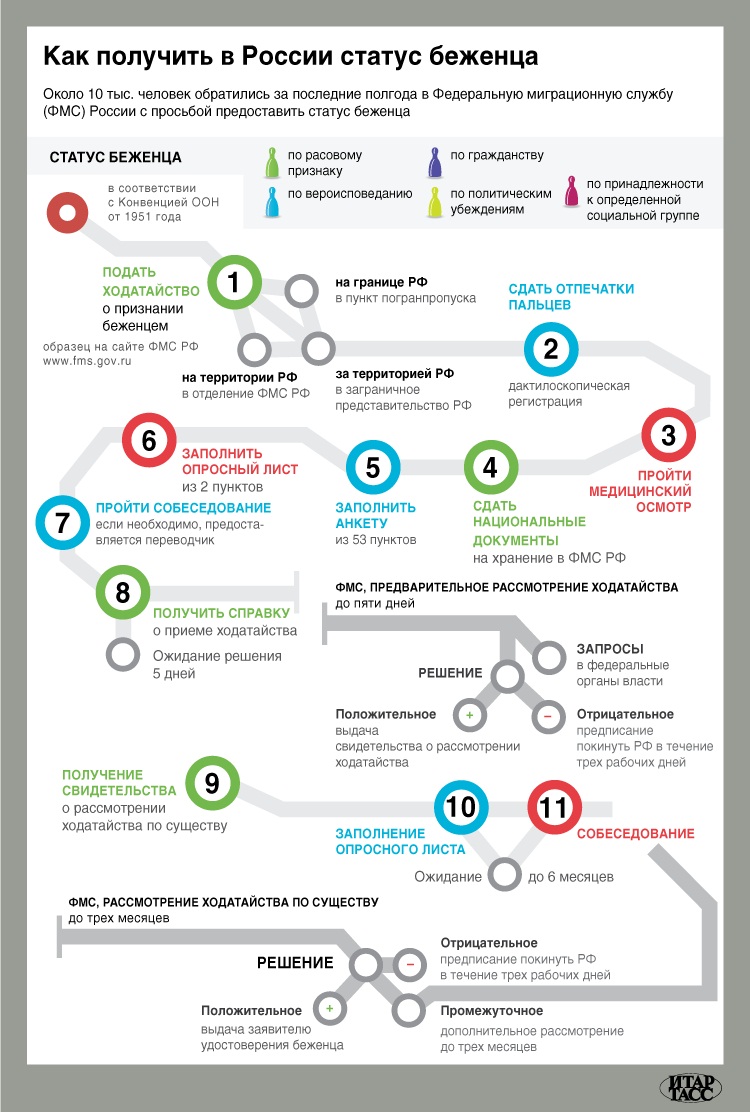 Как получить в России статус беженца
Около 10 тыс. человек обратились за последние полгода в Федеральную миграционную службу
(ФМС) России с просьбой предоставить статус беженца
СТАТУС БЕЖЕНЦА
в соответствии
с Конвенцией ООН
от 1951 года
по расовому
признаку
по вероисповеданию
по гражданству
по политическим
убеждениям
по принадлежности
к определенной
социальной группе
1
ПОДАТЬ
ХОДАТАЙСТВО
о признании
беженцем
образец на сайте ФМС РФ
www.fms.gov.ru
на границе РФ
в пункт погранпропуска
на территории РФ
в отделение ФМС РФ
за территорией РФ
в заграничное
представительство РФ
СДАТЬ ОТПЕЧАТКИ
ПАЛЬЦЕВ
2
дактилоскопическая
регистрация
3
ПРОЙТИ
МЕДИЦИНСКИЙ
ОСМОТР
4
СДАТЬ
НАЦИОНАЛЬНЫЕ
ДОКУМЕНТЫ
на хранение в ФМС РФ
5
ЗАПОЛНИТЬ
АНКЕТУ
из 53 пунктов
6
ЗАПОЛНИТЬ
ОПРОСНЫЙ ЛИСТ
из 2 пунктов
7
ПРОЙТИ СОБЕСЕДОВАНИЕ
если необходимо, предоста-
вляется переводчик
8
ПОЛУЧИТЬ СПРАВКУ
о приеме ходатайства
Ожидание решения
5 дней
ФМС, ПРЕДВАРИТЕЛЬНОЕ РАССМОТРЕНИЕ ХОДАТАЙСТВА
до пяти дней
ЗАПРОСЫ
в федеральные
органы власти
РЕШЕНИЕ
Положительное
выдача
свидетельства о рассмотрении
ходатайства
+
–
Отрицательное
предписание
покинуть РФ в течение
трех рабочих дней
9
ПОЛУЧЕНИЕ
СВИДЕТЕЛЬСТВА
о рассмотрении
ходатайства по существу
10
ЗАПОЛНЕНИЕ
ОПРОСНОГО ЛИСТА
11
СОБЕСЕДОВАНИЕ
Ожидание до 6 месяцев
ФМС, РАССМОТРЕНИЕ ХОДАТАЙСТВА ПО СУЩЕСТВУ
до трех месяцев
РЕШЕНИЕ
–
Отрицательное
предписание покинуть РФ
в течение трех рабочих дней
Положительное
выдача заявителю
удостоверения беженца
+
Промежуточное
дополнительное рассмотрение
до трех месяцев
ИТАР
ТАСС